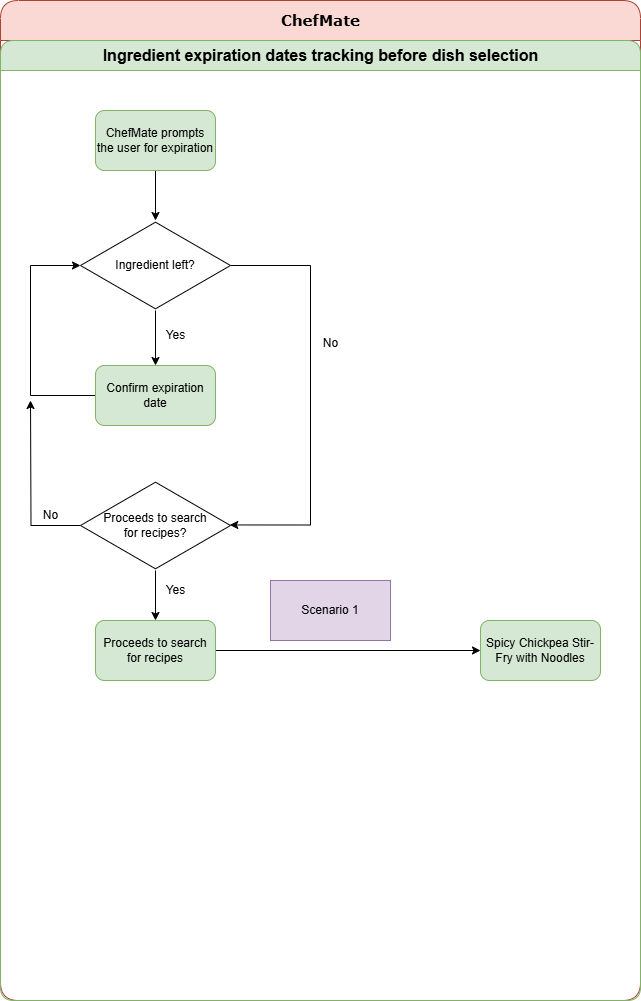 ChefMate
Ingredient expiration dates tracking before dish selection
ChefMate prompts
the user for expiration
Ingredient left?
Yes
No
Confirm expiration
date
No
Proceeds to search
for recipes?
Yes
Scenario 1
Proceeds to search
for recipes
Spicy Chickpea Stir-
Fry with Noodles